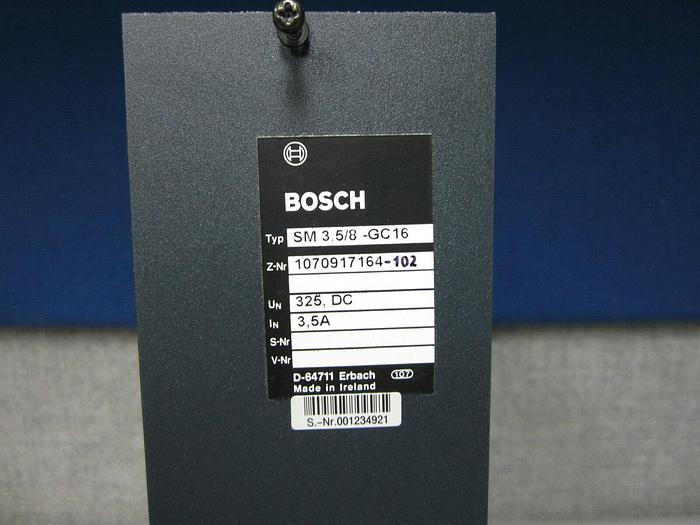 BOSCH
Typ SM 3,5/8 -GC16
Z-Nr 1070917164-102
UN 325, DC
IN 3,5A
S-Nr
V-Nr
D-64711 Erbach 107
Made in Ireland
S.-Nr.001234921